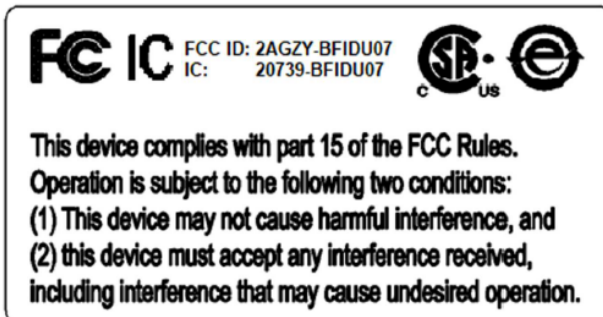 FC IC FCC ID: 2AGZY-BFIDU07
IC: 20739-BFIDU07
C SA US e
This device complies with part 15 of the FCC Rules.
Operation is subject to the following two conditions:
(1) This device may not cause harmful interference, and
(2) this device must accept any interference received,
including interference that may cause undesired operation.